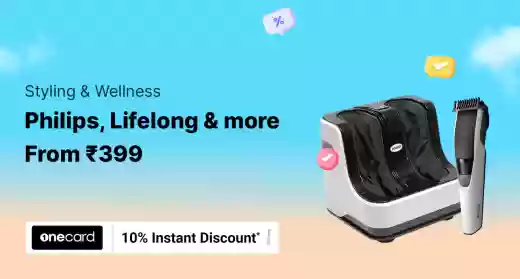 Styling & Wellness
Philips, Lifelong & more
From ₹399
onecard
10% Instant Discount*